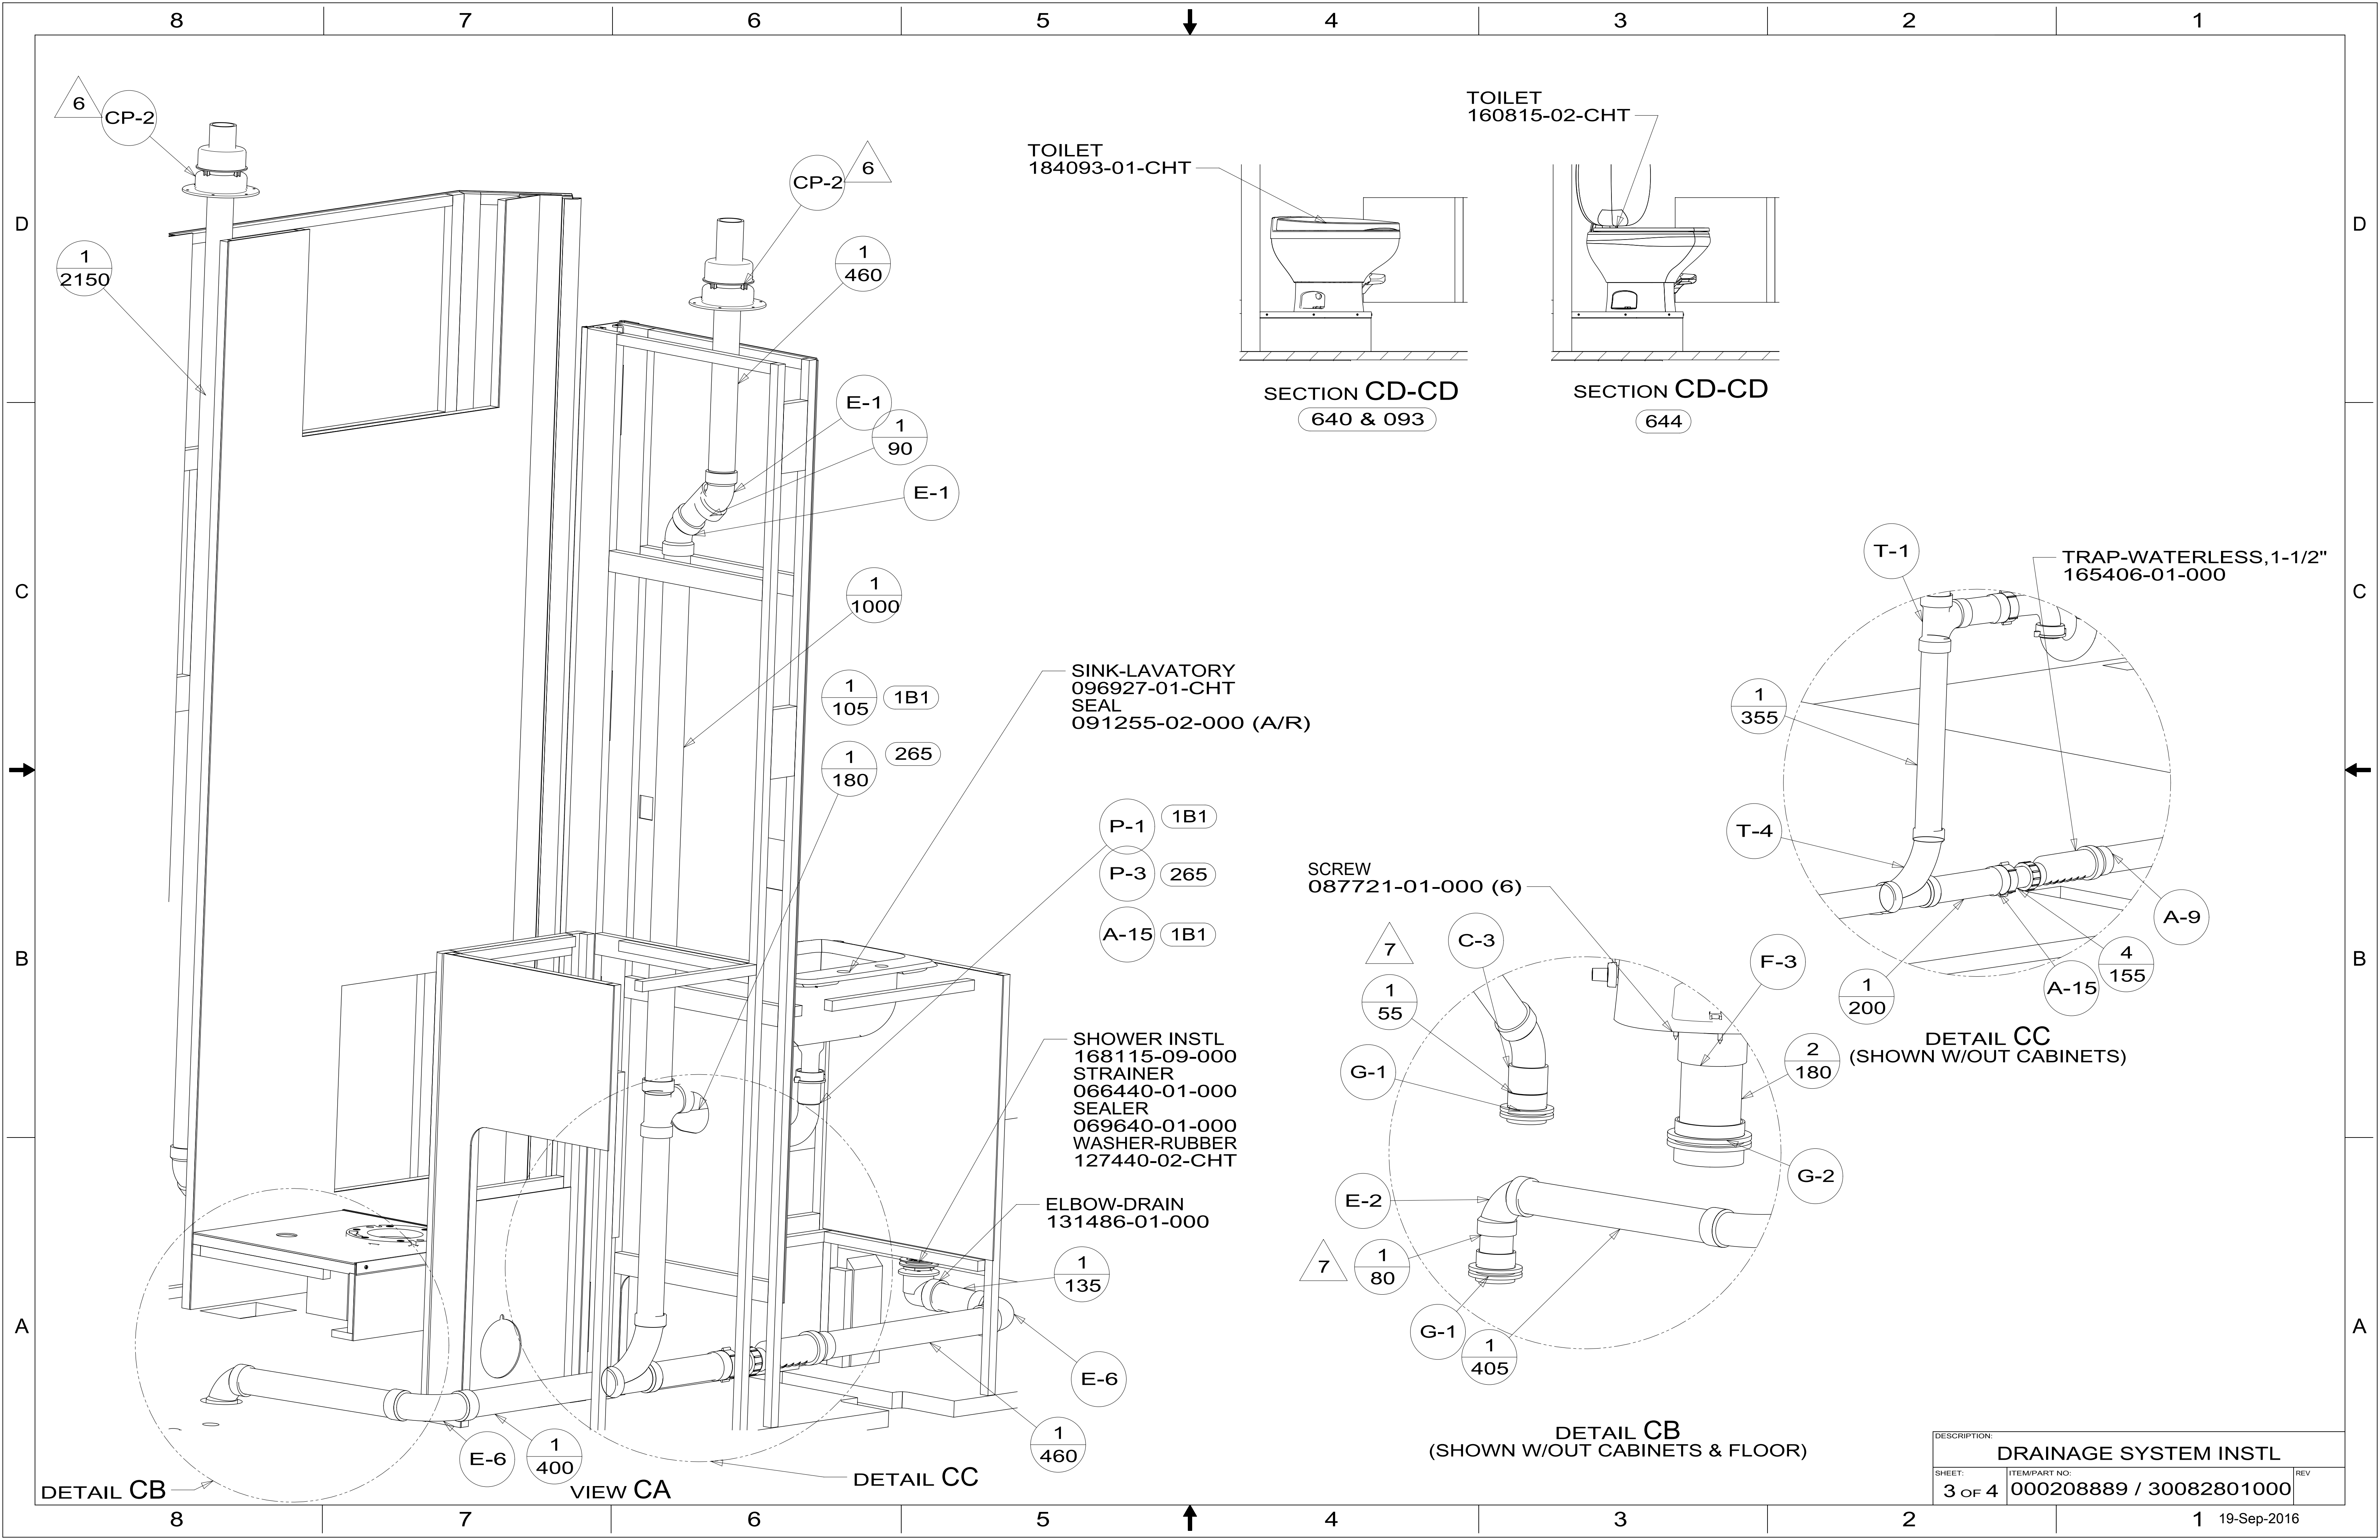 8 7 6 5 4 3 2 1
D
C
B
A
D
C
B
A
6
CP-2
CP-2
6
1
2150
1
460
E-1
1
90
E-1
1
1000
1
105
1B1
1
180
265
SINK-LAVATORY
096927-01-CHT
SEAL
091255-02-000 (A/R)
P-1
1B1
P-3
265
A-15
1B1
SHOWER INSTL
168115-09-000
STRAINER
066440-01-000
SEALER
069640-01-000
WASHER-RUBBER
127440-02-CHT
ELBOW-DRAIN
131486-01-000
1
135
E-6
1
460
E-6
1
400
DETAIL CB
VIEW CA
DETAIL CC
TOILET
184093-01-CHT
SECTION CD-CD
640 & 093
TOILET
160815-02-CHT
SECTION CD-CD
644
T-1
TRAP-WATERLESS,1-1/2"
165406-01-000
1
355
T-4
A-9
4
155
A-15
1
200
DETAIL CC
(SHOWN W/OUT CABINETS)
SCREW
087721-01-000 (6)
7
C-3
F-3
1
55
G-1
2
180
G-2
E-2
7
1
80
G-1
1
405
DETAIL CB
(SHOWN W/OUT CABINETS & FLOOR)
DESCRIPTION:
DRAINAGE SYSTEM INSTL
SHEET:
3 OF 4
ITEM/PART NO:
000208889 / 30082801000
REV
8 7 6 5 4 3 2 1
19-Sep-2016